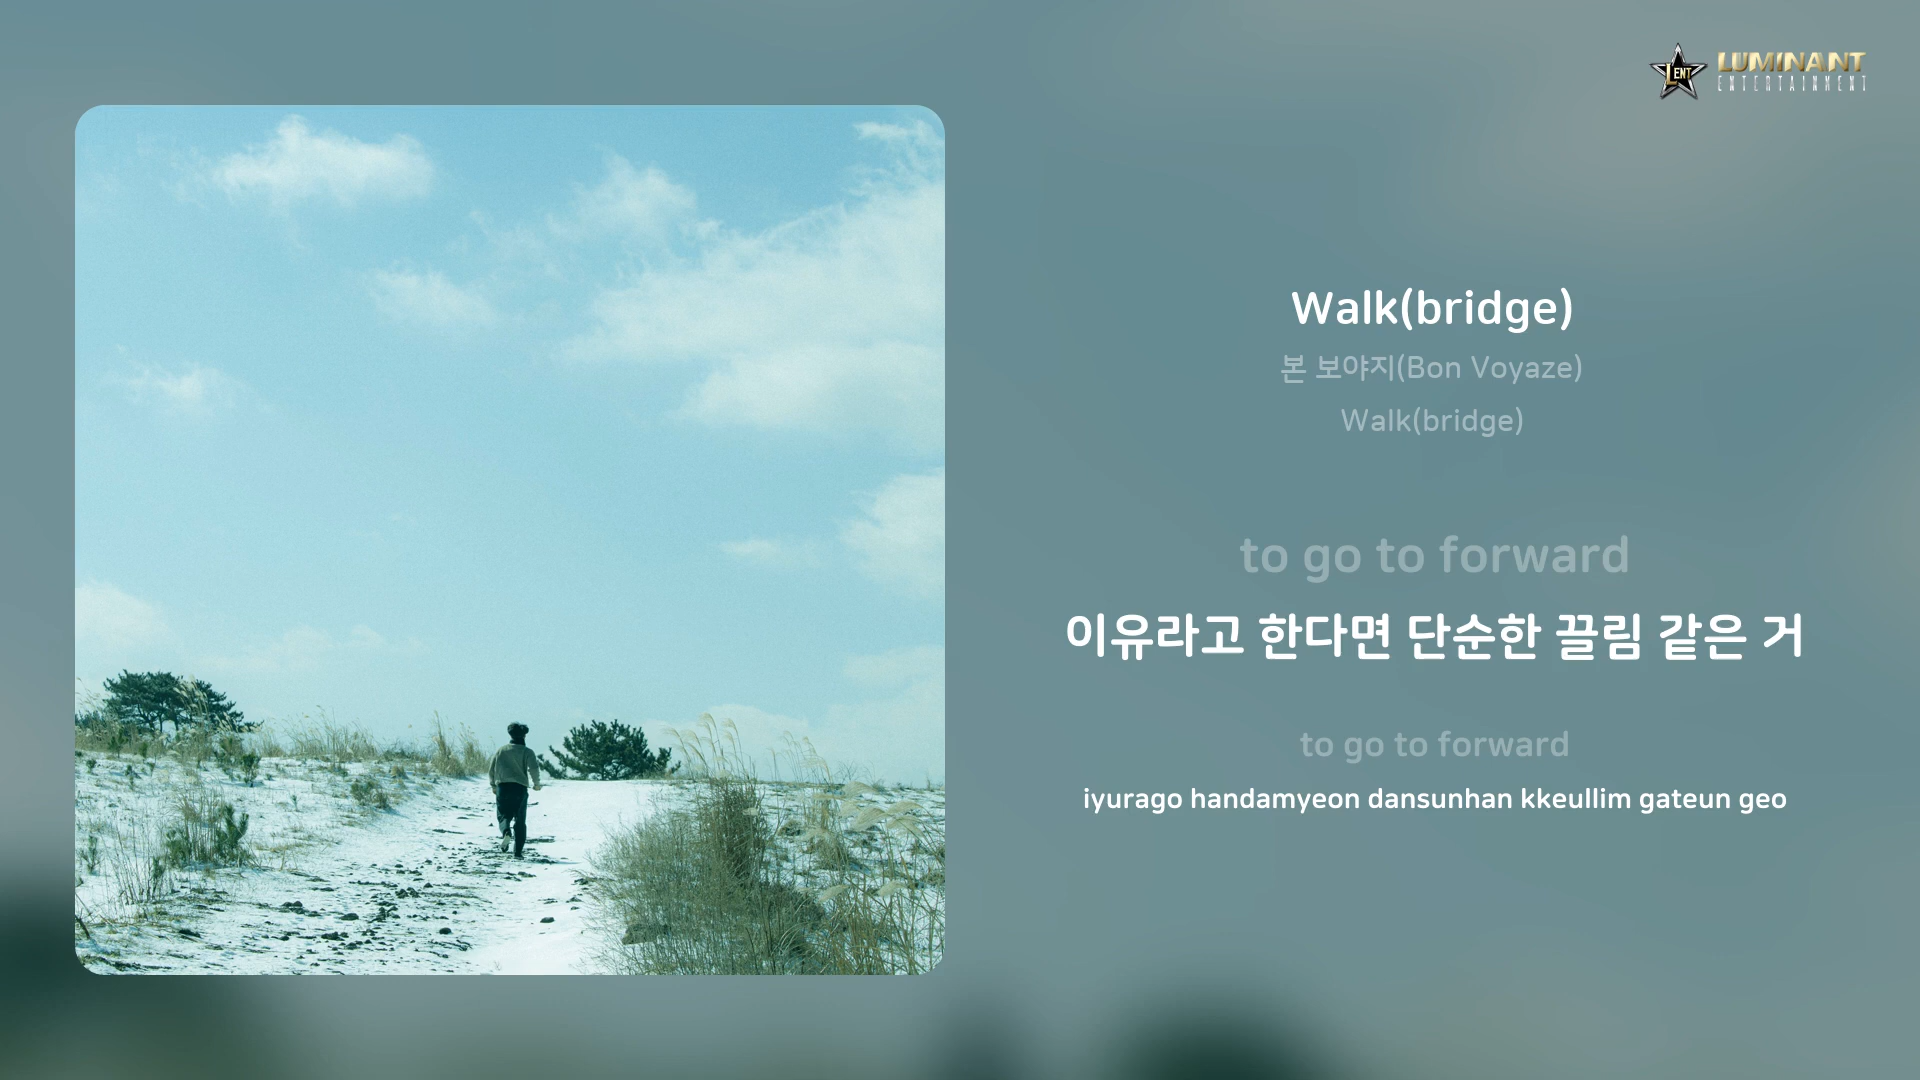 LENT
LUMINANT
ENTERTAINMENT
Walk(bridge)
본 보야지(Bon Voyaze)
Walk(bridge)
to go to forward
이유라고 한다면 단순한 끌림 같은 거
to go to forward
iyurago handamyeon dansunhan kkeullim gateun geo